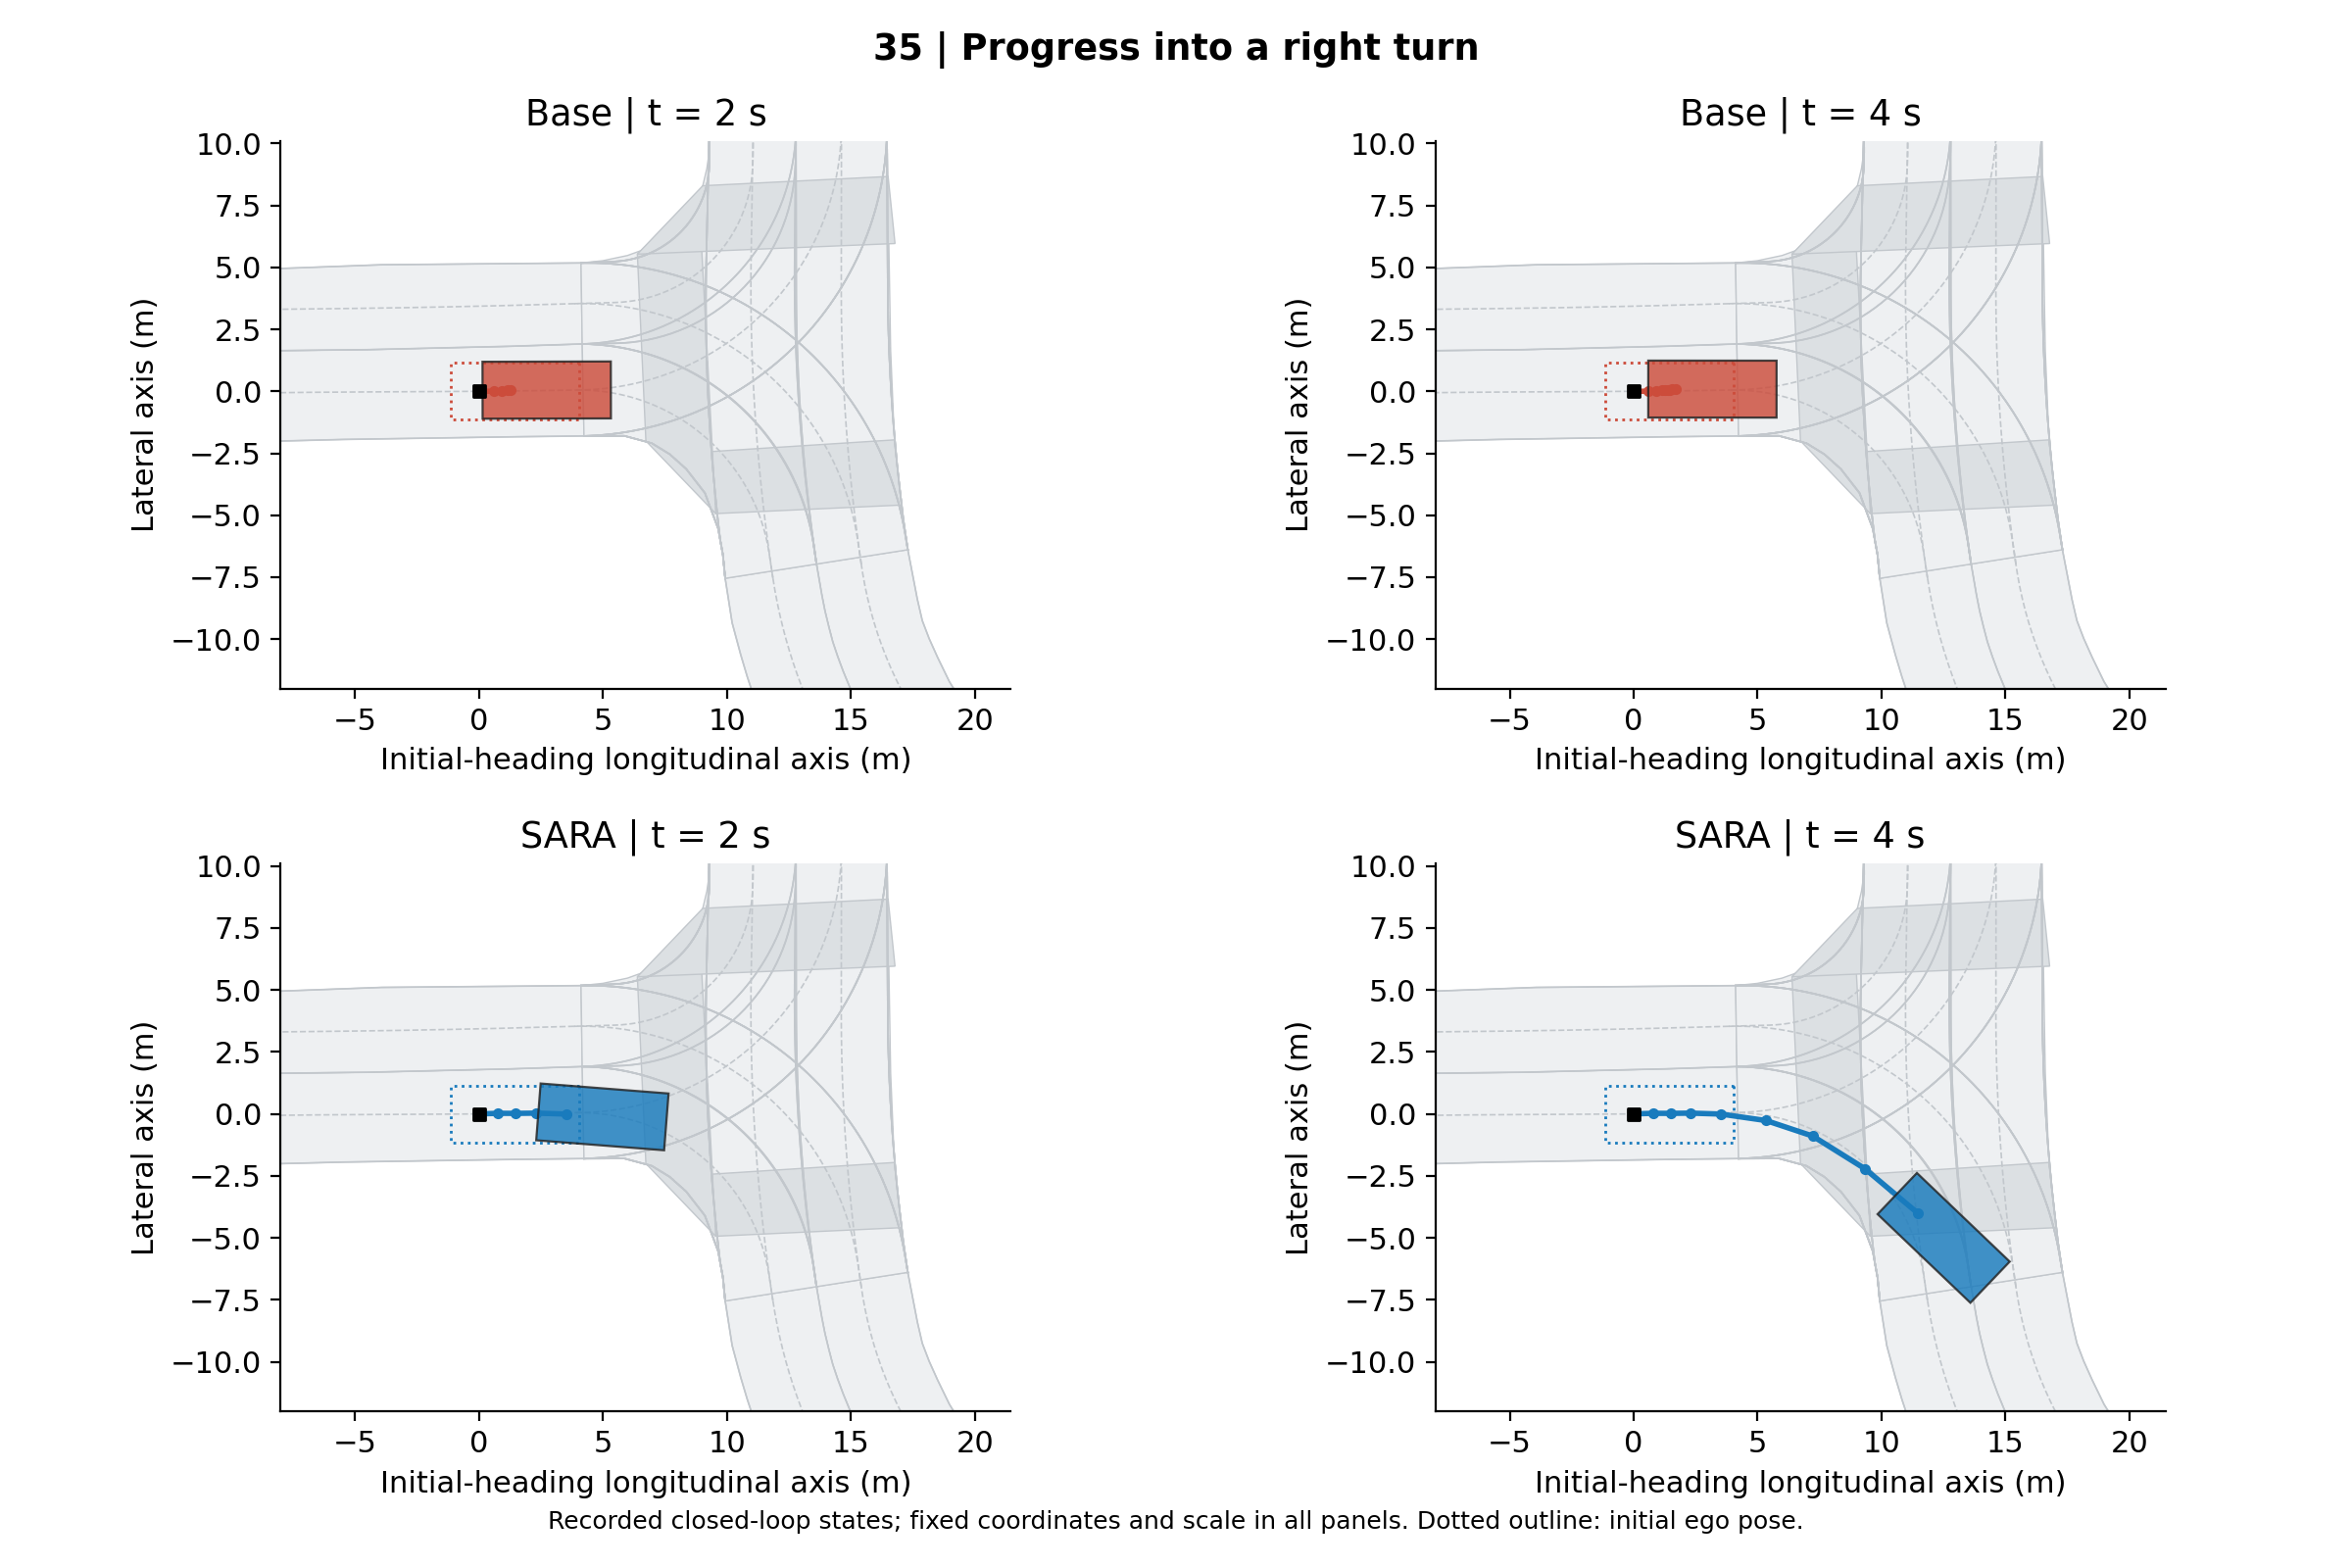 35 | Progress into a right turn
Base | t = 2 s
10.0
7.5
5.0
2.5
0.0
−2.5
−5.0
−7.5
−10.0
Lateral axis (m)
−5 0 5 10 15 20
Initial-heading longitudinal axis (m)
Base | t = 4 s
10.0
7.5
5.0
2.5
0.0
−2.5
−5.0
−7.5
−10.0
Lateral axis (m)
−5 0 5 10 15 20
Initial-heading longitudinal axis (m)
SARA | t = 2 s
10.0
7.5
5.0
2.5
0.0
−2.5
−5.0
−7.5
−10.0
Lateral axis (m)
−5 0 5 10 15 20
Initial-heading longitudinal axis (m)
SARA | t = 4 s
10.0
7.5
5.0
2.5
0.0
−2.5
−5.0
−7.5
−10.0
Lateral axis (m)
−5 0 5 10 15 20
Initial-heading longitudinal axis (m)
Recorded closed-loop states; fixed coordinates and scale in all panels. Dotted outline: initial ego pose.